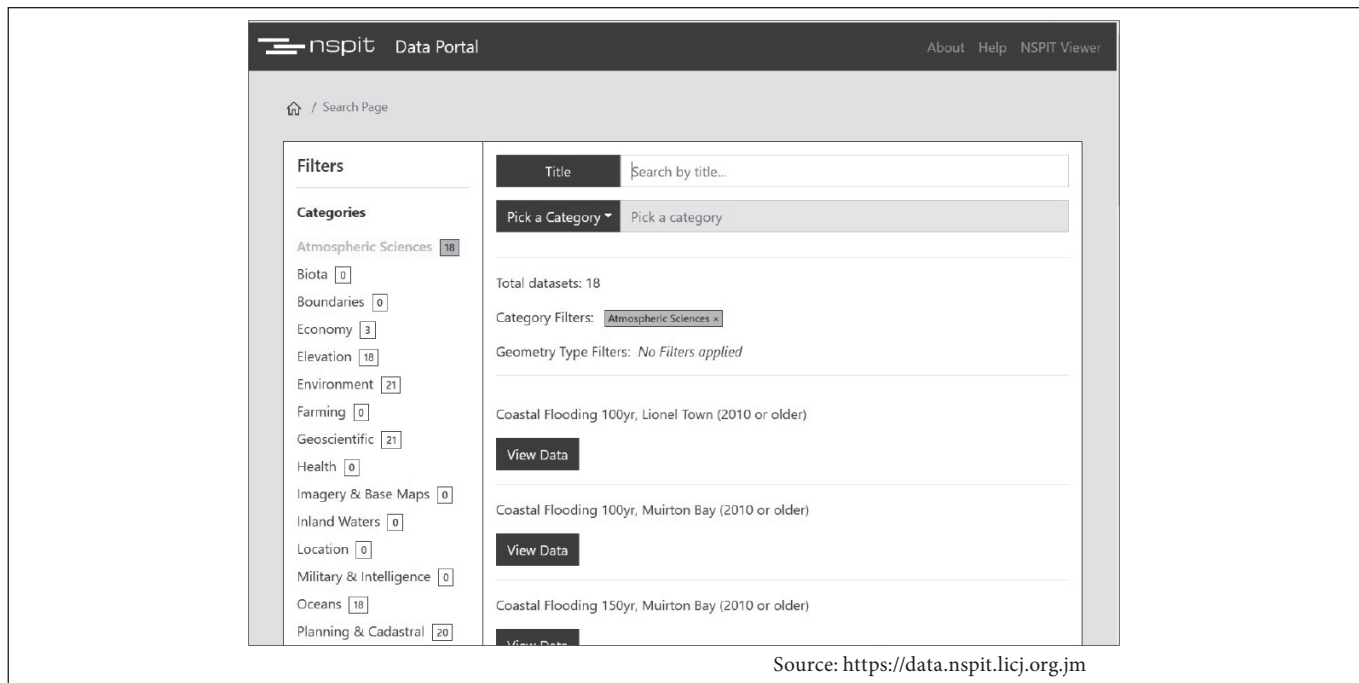 nspit Data Portal About Help NSPIT Viewer
/ Search Page
Filters
Categories
Atmospheric Sciences 18
Biota 0
Boundaries 0
Economy 3
Elevation 18
Environment 21
Farming 0
Geoscientific 21
Health 0
Imagery & Base Maps 0
Inland Waters 0
Location 0
Military & Intelligence 0
Oceans 18
Planning & Cadastral 20
Title Search by title...
Pick a Category Pick a category
Total datasets: 18
Category Filters: Atmospheric Sciences ×
Geometry Type Filters: No Filters applied
Coastal Flooding 100yr, Lionel Town (2010 or older)
View Data
Coastal Flooding 100yr, Muirton Bay (2010 or older)
View Data
Coastal Flooding 150yr, Muirton Bay (2010 or older)
View Data
Source: https://data.nspit.licj.org.jm